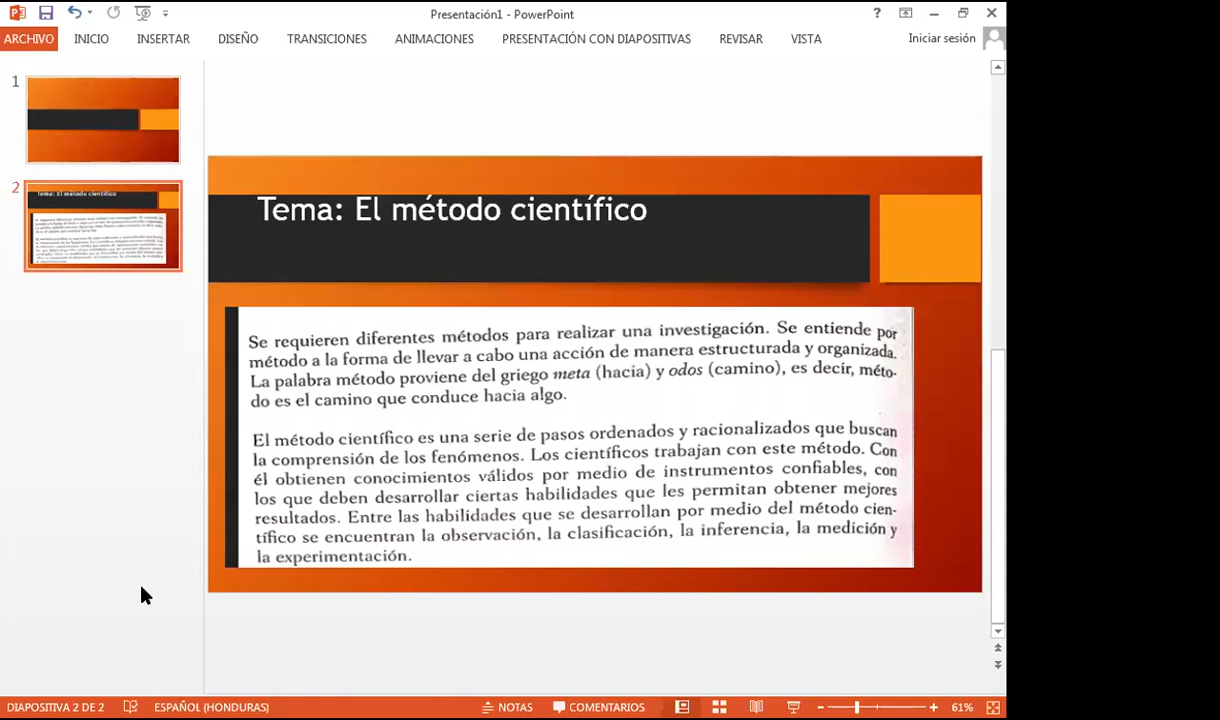 Presentación1 - PowerPoint
?
ARCHIVO INICIO INSERTAR DISEÑO TRANSICIONES ANIMACIONES PRESENTACIÓN CON DIAPOSITIVAS REVISAR VISTA Iniciar sesión
1
2
Tema: El método científico
Tema: El método científico
Se requieren diferentes métodos para realizar una investigación. Se entiende por
método a la forma de llevar a cabo una acción de manera estructurada y organizada.
La palabra método proviene del griego meta (hacia) y odos (camino), es decir, méto-
do es el camino que conduce hacia algo.
El método científico es una serie de pasos ordenados y racionalizados que buscan
la comprensión de los fenómenos. Los científicos trabajan con este método. Con
él obtienen conocimientos válidos por medio de instrumentos confiables, con
los que deben desarrollar ciertas habilidades que les permitan obtener mejores
resultados. Entre las habilidades que se desarrollan por medio del método cien-
tífico se encuentran la observación, la clasificación, la inferencia, la medición y
la experimentación.
DIAPOSITIVA 2 DE 2 ESPAÑOL (HONDURAS) NOTAS COMENTARIOS 61%